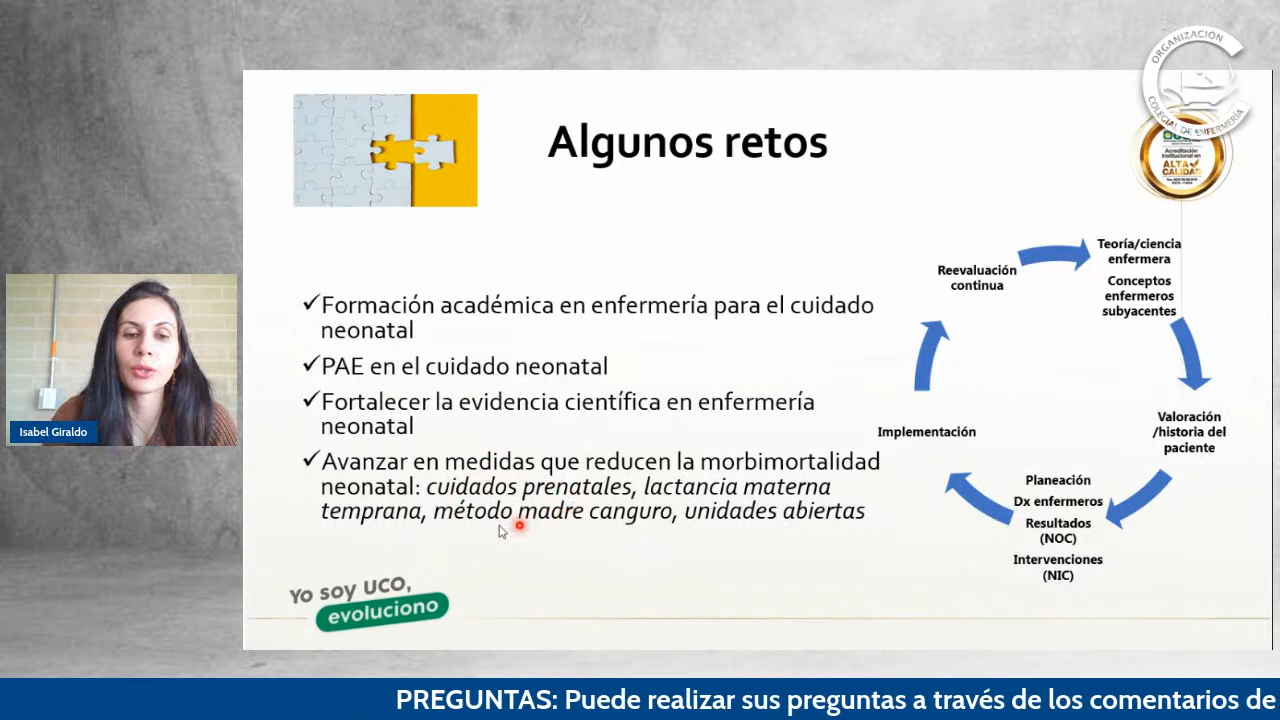 ORGANIZACIÓN
COLEGIAL DE ENFERMERÍA
Acreditación
Institucional en
ALTA
CALIDAD
Algunos retos
Formación académica en enfermería para el cuidado
neonatal
PAE en el cuidado neonatal
Fortalecer la evidencia científica en enfermería
neonatal
Avanzar en medidas que reducen la morbimortalidad
neonatal: cuidados prenatales, lactancia materna
temprana, método madre canguro, unidades abiertas
Teoría/ciencia
enfermera
Conceptos
enfermeros
subyacentes
Valoración
/historia del
paciente
Planeación
Dx enfermeros
Resultados
(NOC)
Intervenciones
(NIC)
Implementación
Reevaluación
continua
Isabel Giraldo
Yo soy UCO,
evoluciono
PREGUNTAS: Puede realizar sus preguntas a través de los comentarios de